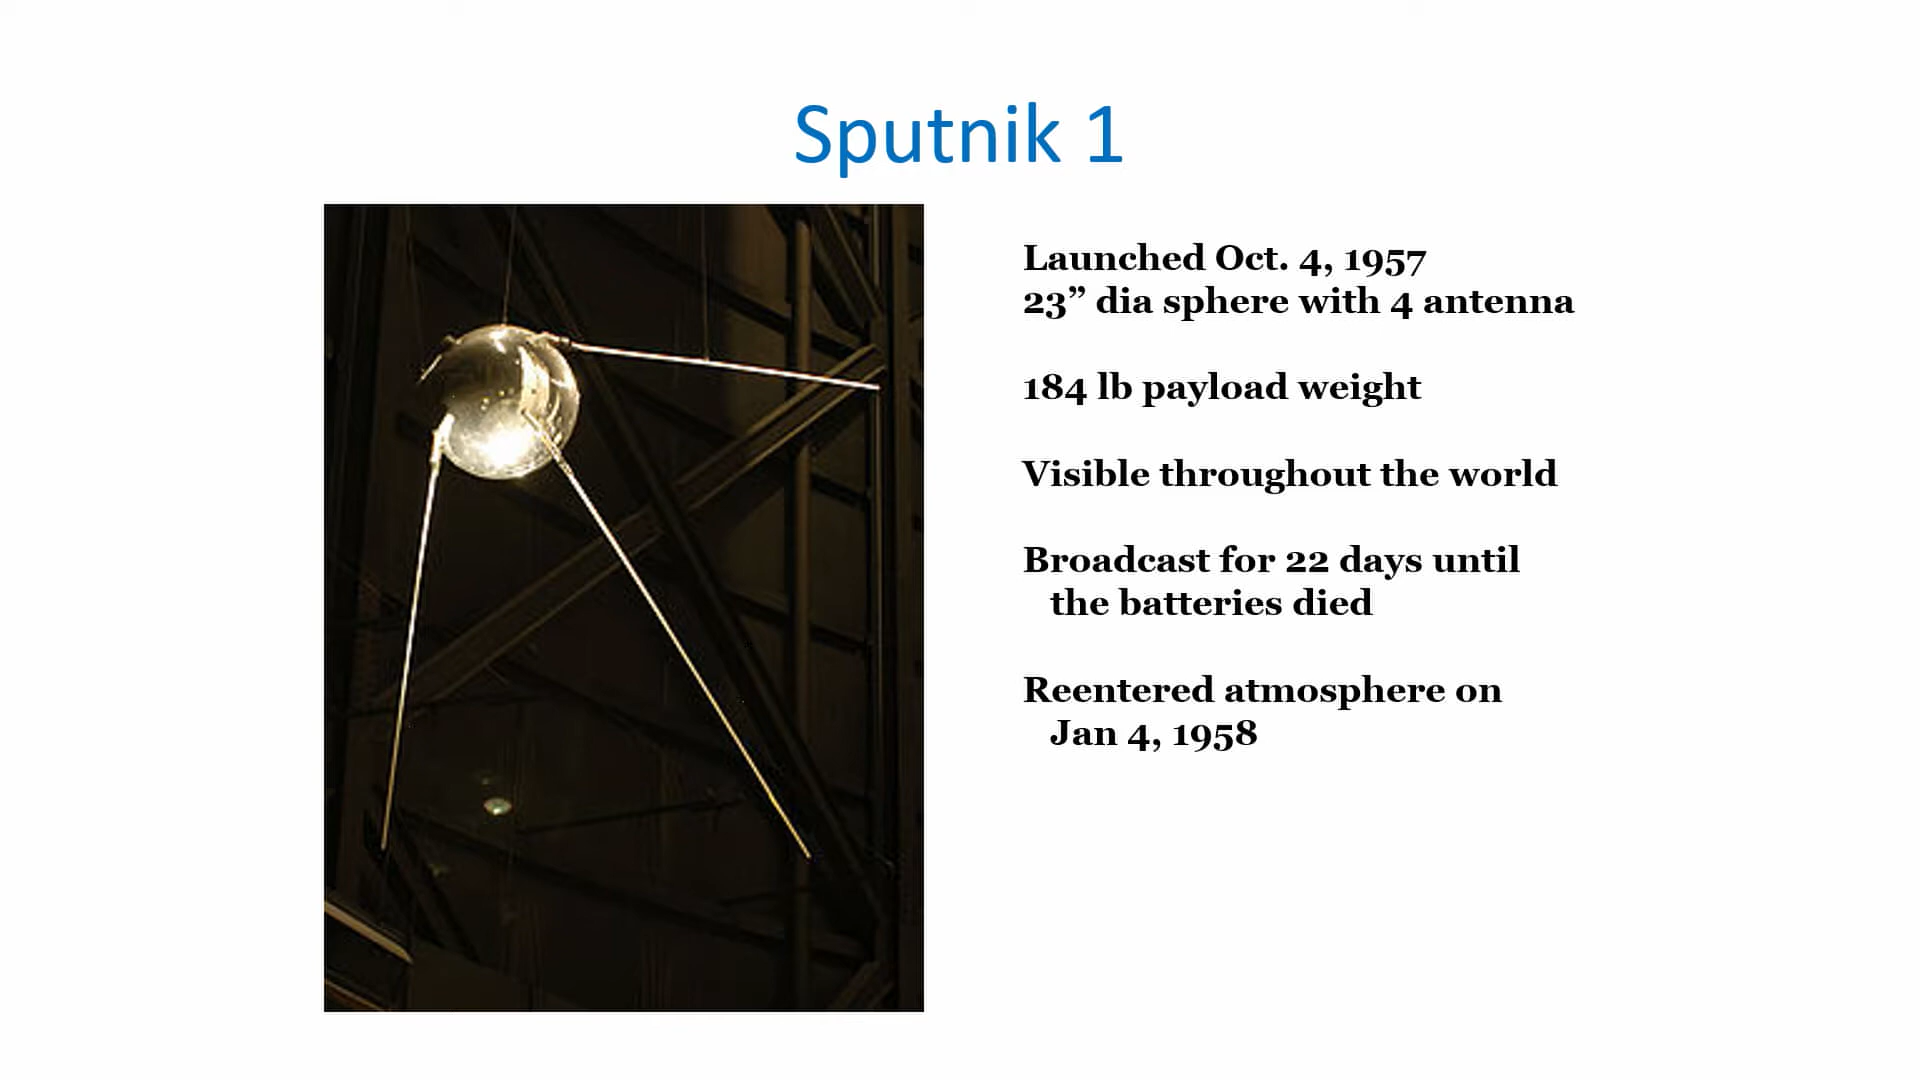 Sputnik 1
Launched Oct. 4, 1957
23” dia sphere with 4 antenna
184 lb payload weight
Visible throughout the world
Broadcast for 22 days until
the batteries died
Reentered atmosphere on
Jan 4, 1958